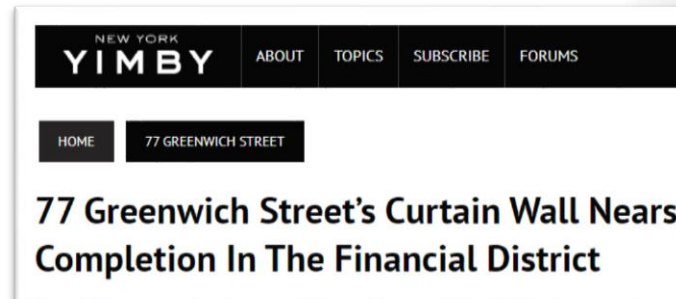 NEW YORK
YIMBY ABOUT TOPICS SUBSCRIBE FORUMS
HOME 77 GREENWICH STREET
77 Greenwich Street’s Curtain Wall Nears
Completion In The Financial District